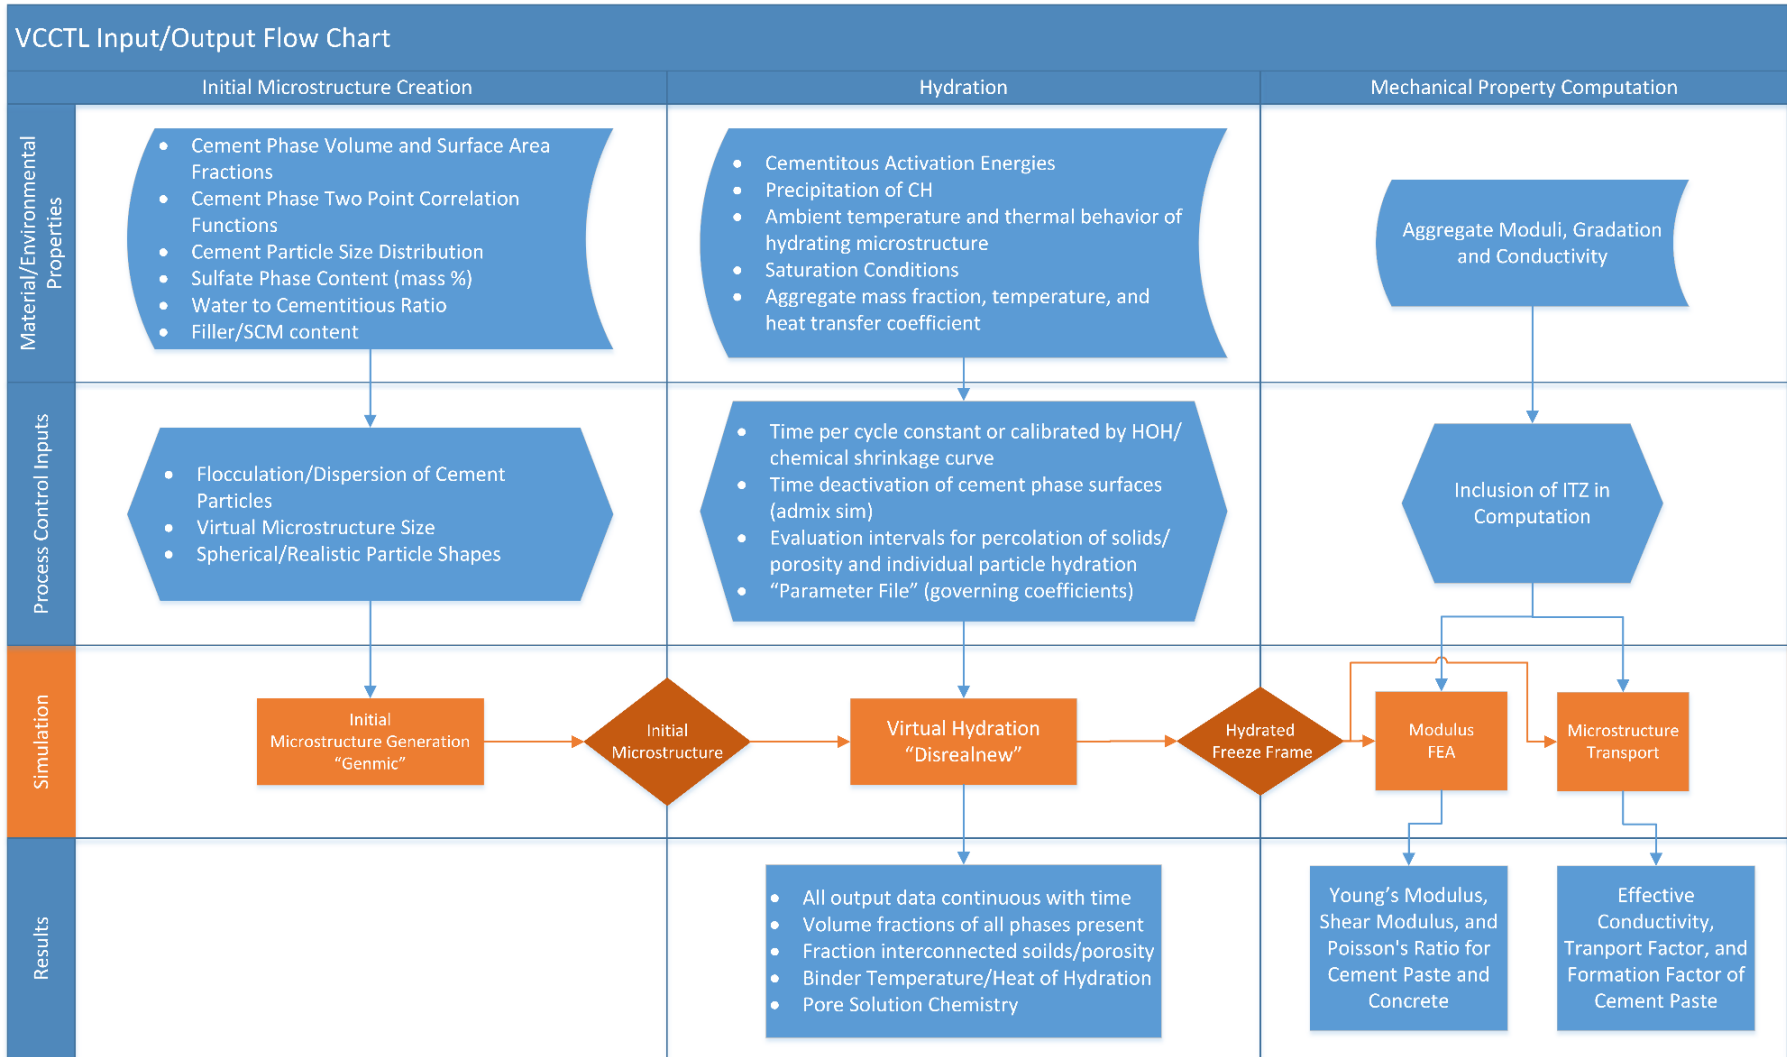 VCCTL Input/Output Flow Chart
Initial Microstructure Creation
Hydration
Mechanical Property Computation
Material/Environmental
Properties
• Cement Phase Volume and Surface Area
Fractions
• Cement Phase Two Point Correlation
Functions
• Cement Particle Size Distribution
• Sulfate Phase Content (mass %)
• Water to Cementitious Ratio
• Filler/SCM content
• Cementitous Activation Energies
• Precipitation of CH
• Ambient temperature and thermal behavior of
hydrating microstructure
• Saturation Conditions
• Aggregate mass fraction, temperature, and
heat transfer coefficient
Aggregate Moduli, Gradation
and Conductivity
Process Control Inputs
• Flocculation/Dispersion of Cement
Particles
• Virtual Microstructure Size
• Spherical/Realistic Particle Shapes
• Time per cycle constant or calibrated by HOH/
chemical shrinkage curve
• Time deactivation of cement phase surfaces
(admix sim)
• Evaluation intervals for percolation of solids/
porosity and individual particle hydration
• “Parameter File” (governing coefficients)
Inclusion of ITZ in
Computation
Simulation
Initial
Microstructure Generation
“Genmic”
Initial
Microstructure
Virtual Hydration
“Disrealnew”
Hydrated
Freeze Frame
Modulus
FEA
Microstructure
Transport
Results
• All output data continuous with time
• Volume fractions of all phases present
• Fraction interconnected soilds/porosity
• Binder Temperature/Heat of Hydration
• Pore Solution Chemistry
Young’s Modulus,
Shear Modulus, and
Poisson's Ratio for
Cement Paste and
Concrete
Effective
Conductivity,
Tranport Factor, and
Formation Factor of
Cement Paste